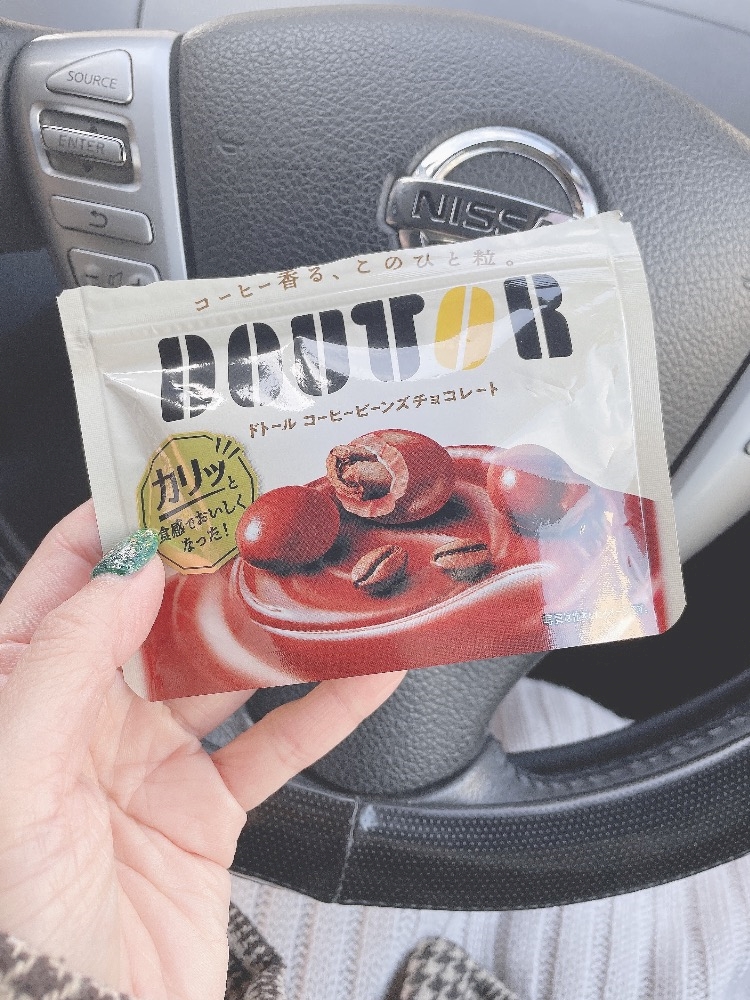 SOURCE
ENTER
NISSA
コーヒー香る、このひと粒。
DOUTOR
ドトール コーヒービーンズチョコレート
カリッと
食感でおいしく
なった!